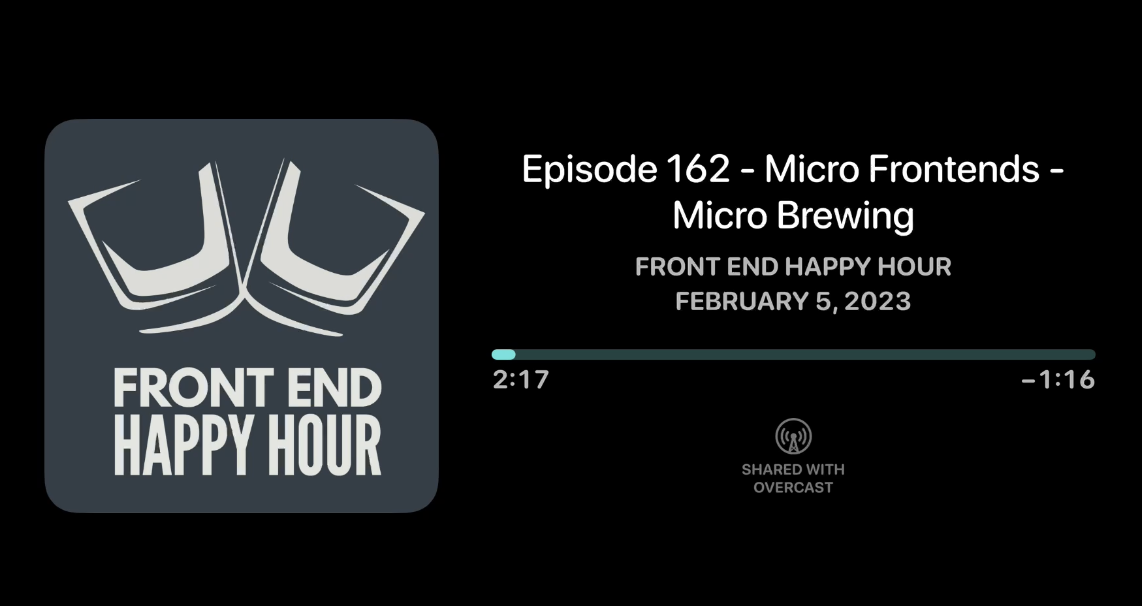 FRONT END
HAPPY HOUR
Episode 162 - Micro Frontends -
Micro Brewing
FRONT END HAPPY HOUR
FEBRUARY 5, 2023
2:17
−1:16
SHARED WITH
OVERCAST